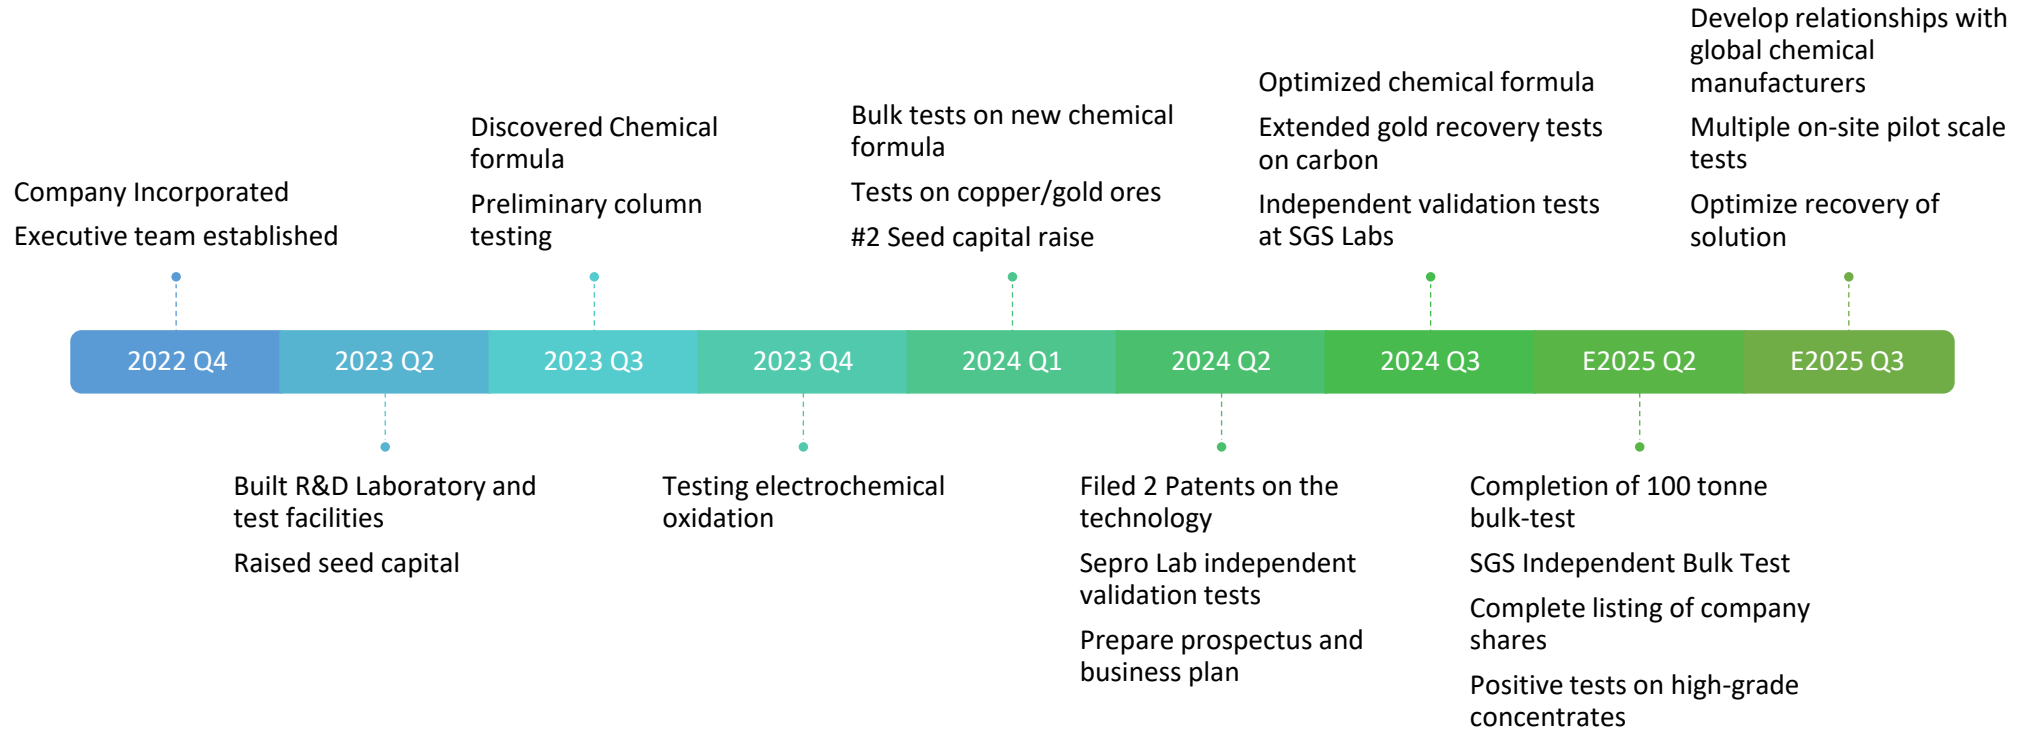 Company Incorporated
Executive team established
Discovered Chemical
formula
Preliminary column
testing
Bulk tests on new chemical
formula
Tests on copper/gold ores
#2 Seed capital raise
Optimized chemical formula
Extended gold recovery tests
on carbon
Independent validation tests
at SGS Labs
Develop relationships with
global chemical
manufacturers
Multiple on-site pilot scale
tests
Optimize recovery of
solution
2022 Q4
2023 Q2
2023 Q3
2023 Q4
2024 Q1
2024 Q2
2024 Q3
E2025 Q2
E2025 Q3
Built R&D Laboratory and
test facilities
Raised seed capital
Testing electrochemical
oxidation
Filed 2 Patents on the
technology
Sepro Lab independent
validation tests
Prepare prospectus and
business plan
Completion of 100 tonne
bulk-test
SGS Independent Bulk Test
Complete listing of company
shares
Positive tests on high-grade
concentrates